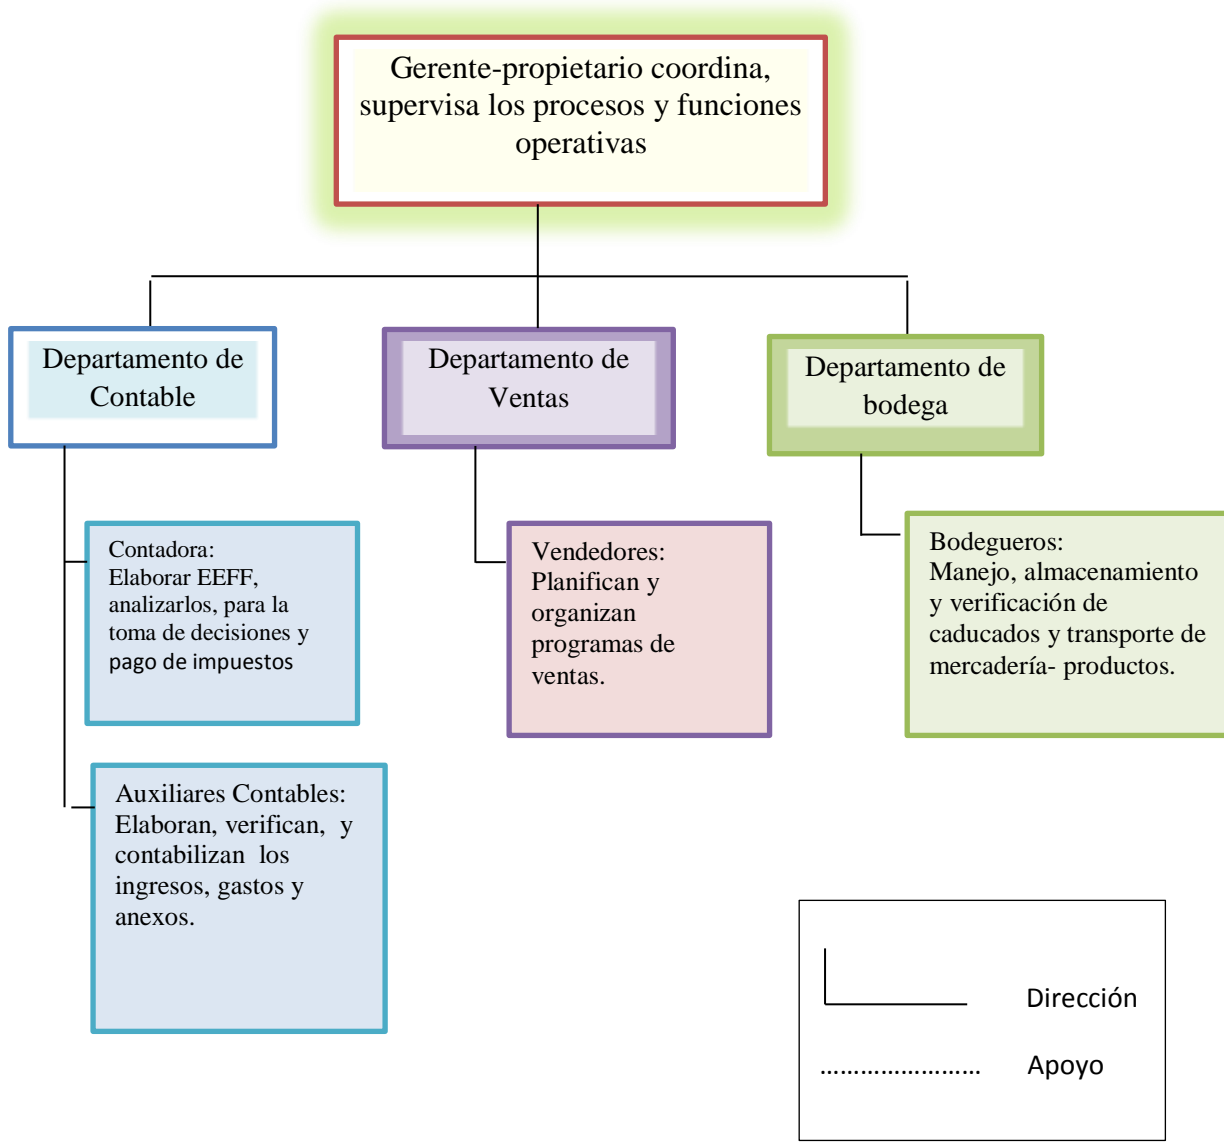 Gerente-propietario coordina,
supervisa los procesos y funciones
operativas
Departamento de
Contable
Departamento de
Ventas
Departamento de
bodega
Contadora:
Elaborar EEFF,
analizarlos, para la
toma de decisiones y
pago de impuestos
Vendedores:
Planifican y
organizan
programas de
ventas.
Bodegueros:
Manejo, almacenamiento
y verificación de
caducados y transporte de
mercadería- productos.
Auxiliares Contables:
Elaboran, verifican,  y
contabilizan  los
ingresos, gastos y
anexos.
Dirección
Apoyo